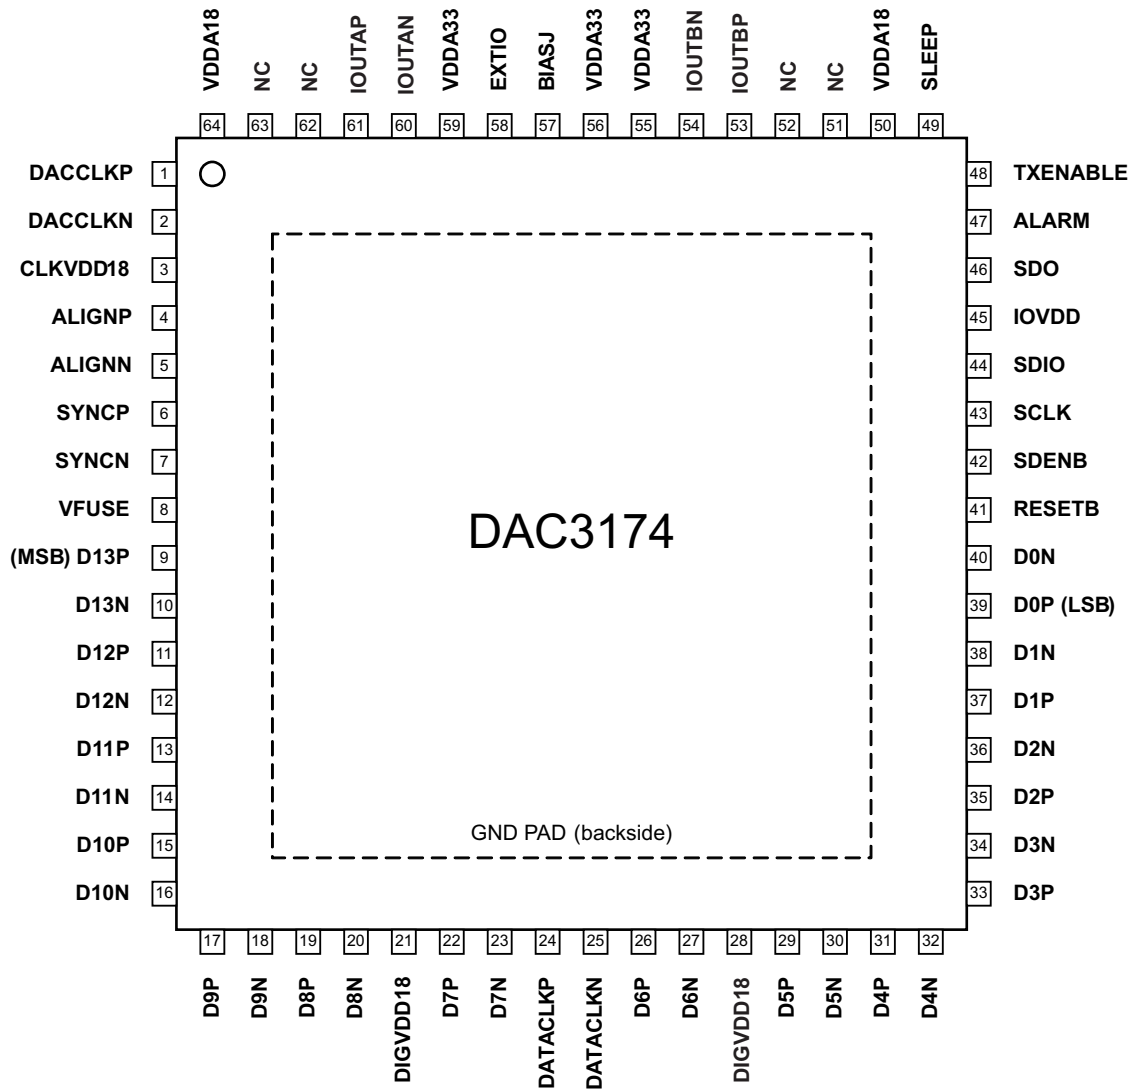 VDDA18
NC
NC
IOUTAP
IOUTAN
VDDA33
EXTIO
BIASJ
VDDA33
VDDA33
IOUTBN
IOUTBP
NC
NC
VDDA18
SLEEP
64 63 62 61 60 59 58 57 56 55 54 53 52 51 50 49
DACCLKP 1
DACCLKN 2
CLKVDD18 3
ALIGNP 4
ALIGNN 5
SYNCP 6
SYNCN 7
VFUSE 8
(MSB) D13P 9
D13N 10
D12P 11
D12N 12
D11P 13
D11N 14
D10P 15
D10N 16
48 TXENABLE
47 ALARM
46 SDO
45 IOVDD
44 SDIO
43 SCLK
42 SDENB
41 RESETB
40 D0N
39 D0P (LSB)
38 D1N
37 D1P
36 D2N
35 D2P
34 D3N
33 D3P
DAC3174
GND PAD (backside)
17 18 19 20 21 22 23 24 25 26 27 28 29 30 31 32
D9P
D9N
D8P
D8N
DIGVDD18
D7P
D7N
DATACLKP
DATACLKN
D6P
D6N
DIGVDD18
D5P
D5N
D4P
D4N